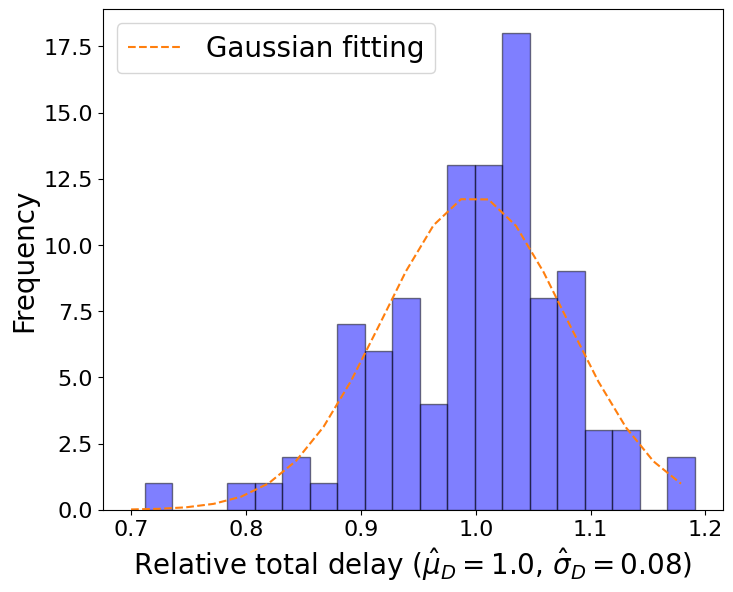 Gaussian fitting
Frequency
17.5
15.0
12.5
10.0
7.5
5.0
2.5
0.0
0.7 0.8 0.9 1.0 1.1 1.2
Relative total delay ($\hat{\mu}_D = 1.0$, $\hat{\sigma}_D = 0.08$)